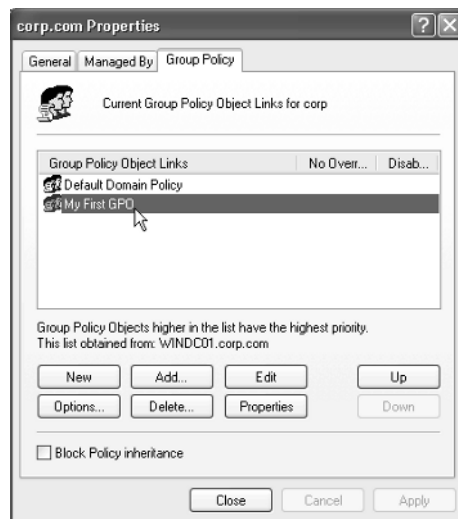 corp.com Properties
General Managed By Group Policy
Current Group Policy Object Links for corp
Group Policy Object Links No Overr... Disab...
Default Domain Policy
My First GPO
Group Policy Objects higher in the list have the highest priority.
This list obtained from: WINDC01.corp.com
New Add... Edit Up
Options... Delete... Properties Down
Block Policy inheritance
Close Cancel Apply